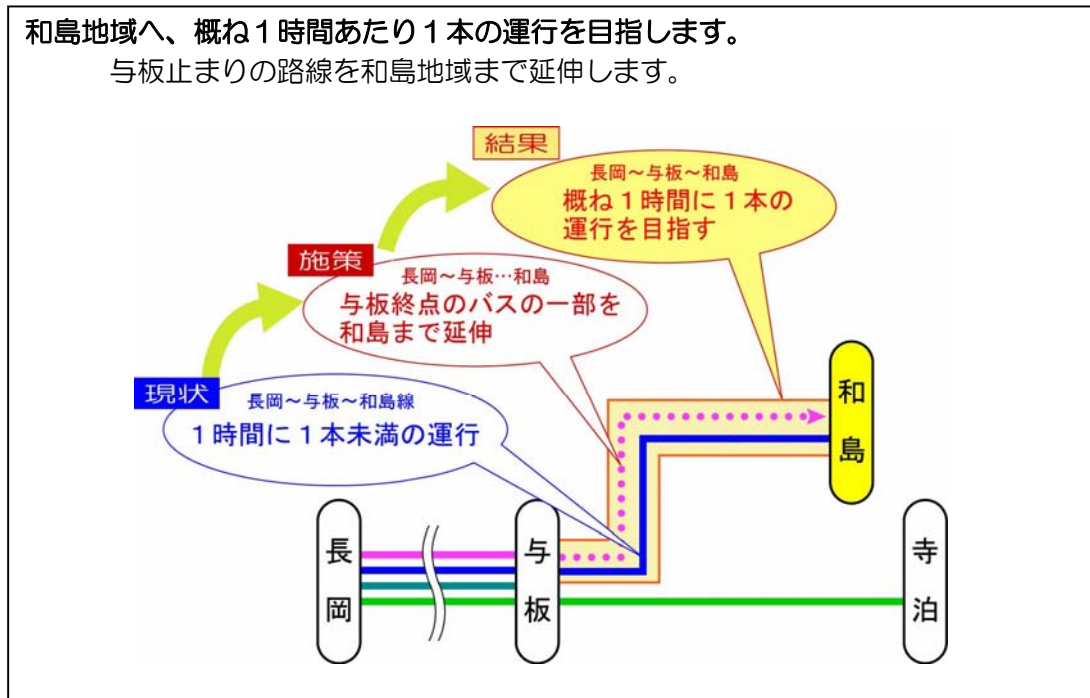 和島地域へ、概ね１時間あたり１本の運行を目指します。
与板止まりの路線を和島地域まで延伸します。
結果
長岡～与板～和島
概ね１時間に１本の
運行を目指す
施策
長岡～与板…和島
与板終点のバスの一部を
和島まで延伸
現状
長岡～与板～和島線
１時間に１本未満の運行
和島
長岡
与板
寺泊